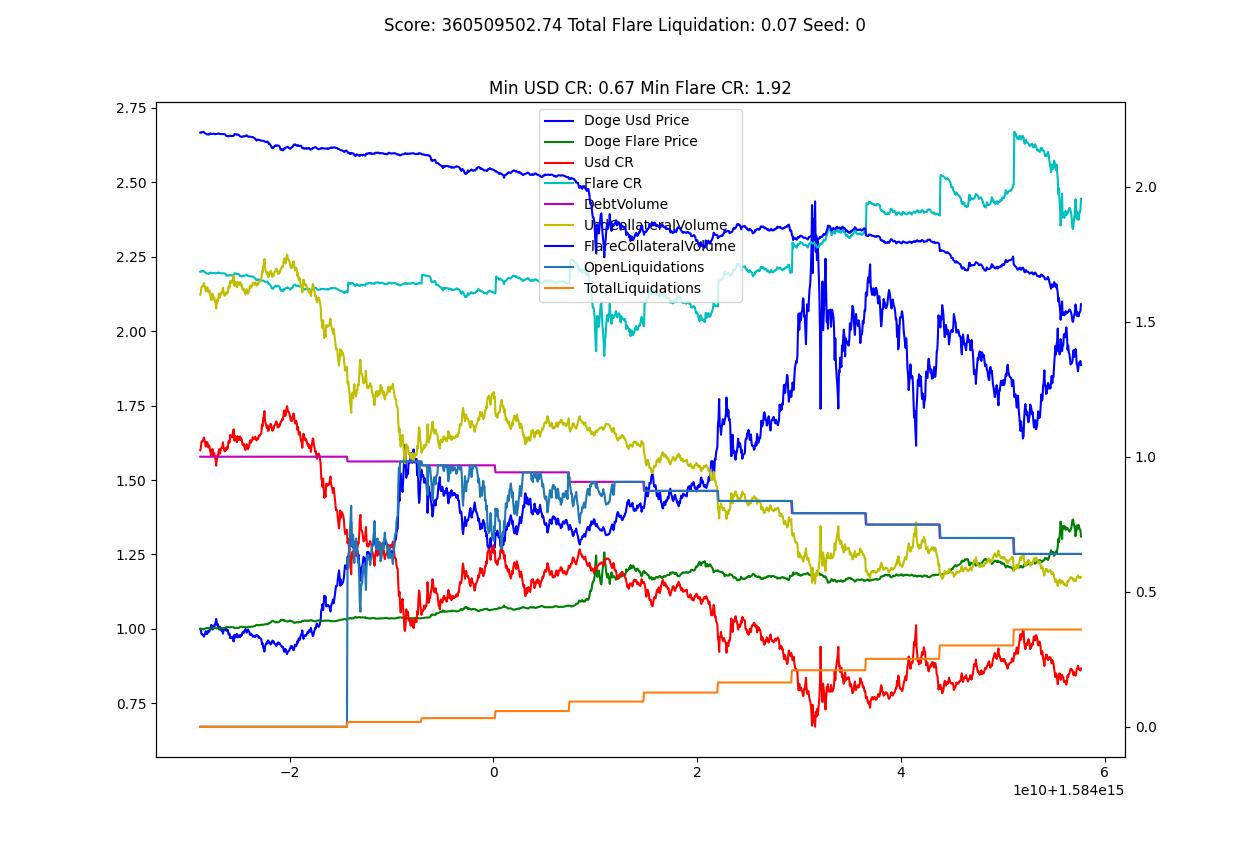 Score: 360509502.74 Total Flare Liquidation: 0.07 Seed: 0
Min USD CR: 0.67 Min Flare CR: 1.92
2.75
2.50
2.25
2.00
1.75
1.50
1.25
1.00
0.75
Doge Usd Price
Doge Flare Price
Usd CR
Flare CR
DebtVolume
UsdCollateralVolume
FlareCollateralVolume
OpenLiquidations
TotalLiquidations
2.0
1.5
1.0
0.5
0.0
−2 0 2 4 6
1e10+1.584e15